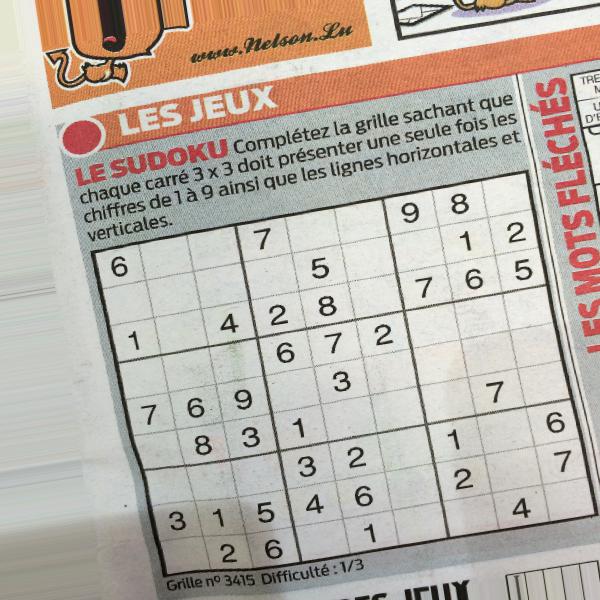 www.Nelson.Lu
LES JEUX
LE SUDOKU Complétez la grille sachant que
chaque carré 3 x 3 doit présenter une seule fois les
chiffres de 1 à 9 ainsi que les lignes horizontales et
verticales.
6 7 9 8
5 1 2
1 4 2 8 7 6 5
6 7 2
7 6 9 3
8 3 1 7
3 2 1 6
3 1 5 4 6 2 7
2 6 1 4
Grille nº 3415 Difficulté : 1/3
LES MOTS FLÉCHÉS
JEUX